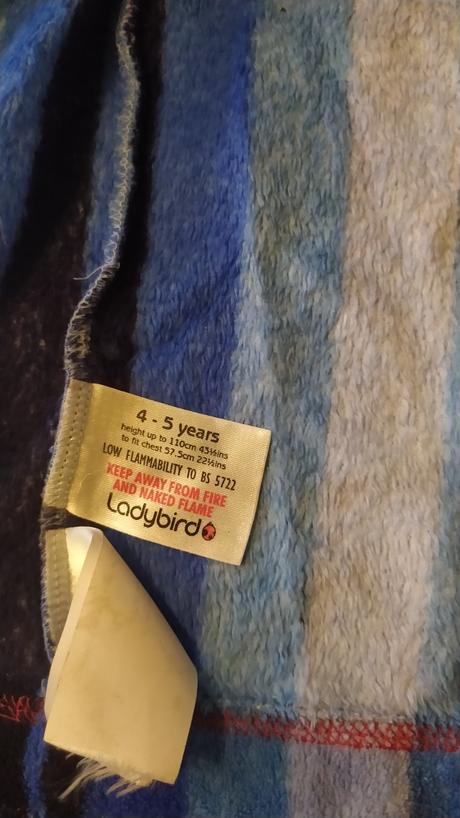 4 - 5 years
height up to 110cm 43½ins
to fit chest 57.5cm 22½ins
LOW FLAMMABILITY TO BS 5722
KEEP AWAY FROM FIRE
AND NAKED FLAME
Ladybird